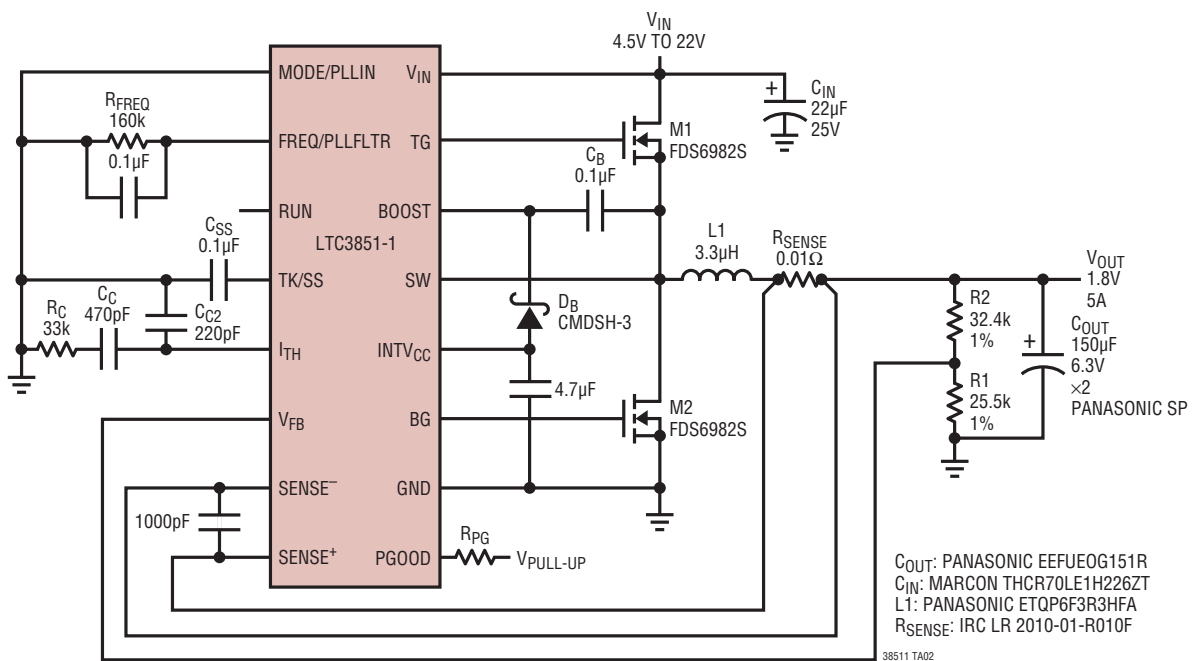 VIN
4.5V TO 22V
MODE/PLLIN
VIN
CIN
22µF
25V
RFREQ
160k
0.1µF
FREQ/PLLFLTR
TG
M1
FDS6982S
CB
0.1µF
RUN
BOOST
LTC3851-1
CSS
0.1µF
TK/SS
SW
L1
3.3µH
RSENSE
0.01Ω
VOUT
1.8V
5A
RC
33k
CC
470pF
CC2
220pF
ITH
INTVCC
DB
CMDSH-3
4.7µF
R2
32.4k
1%
COUT
150µF
6.3V
×2
PANASONIC SP
R1
25.5k
1%
VFB
BG
M2
FDS6982S
SENSE–
GND
1000pF
SENSE+
PGOOD
RPG
VPULL-UP
COUT: PANASONIC EEFUEOG151R
CIN: MARCON THCR70LE1H226ZT
L1: PANASONIC ETQP6F3R3HFA
RSENSE: IRC LR 2010-01-R010F
38511 TA02